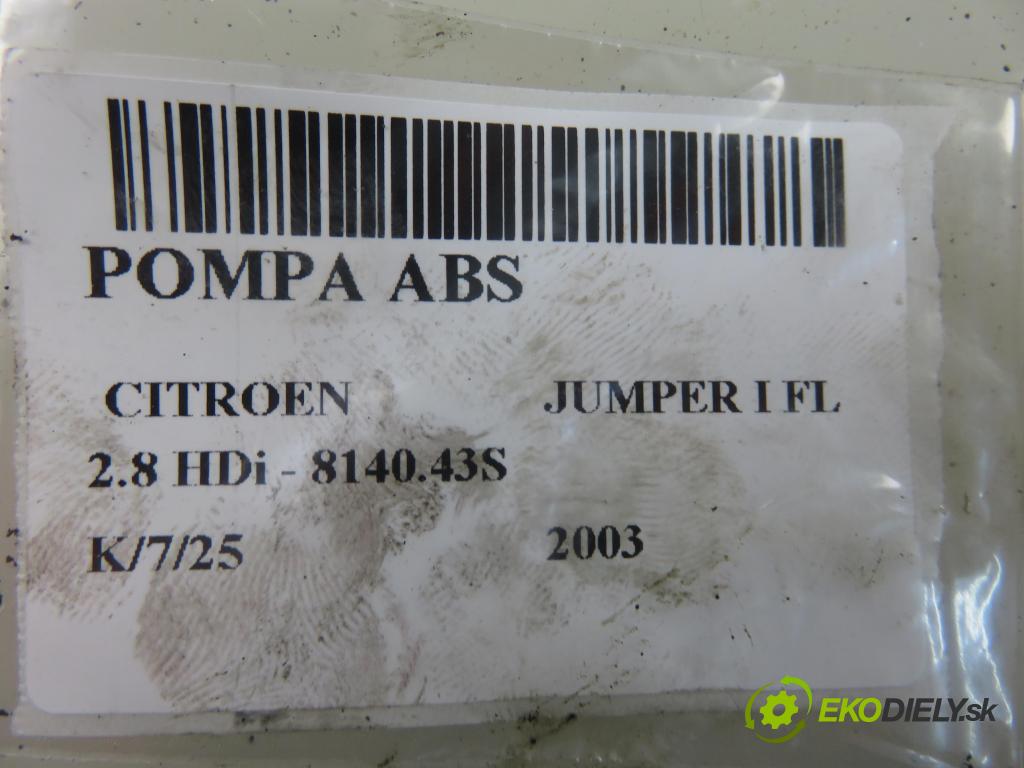 POMPA ABS
CITROEN JUMPER I FL
2.8 HDi - 8140.43S
K/7/25 2003
EKODIELY.sk